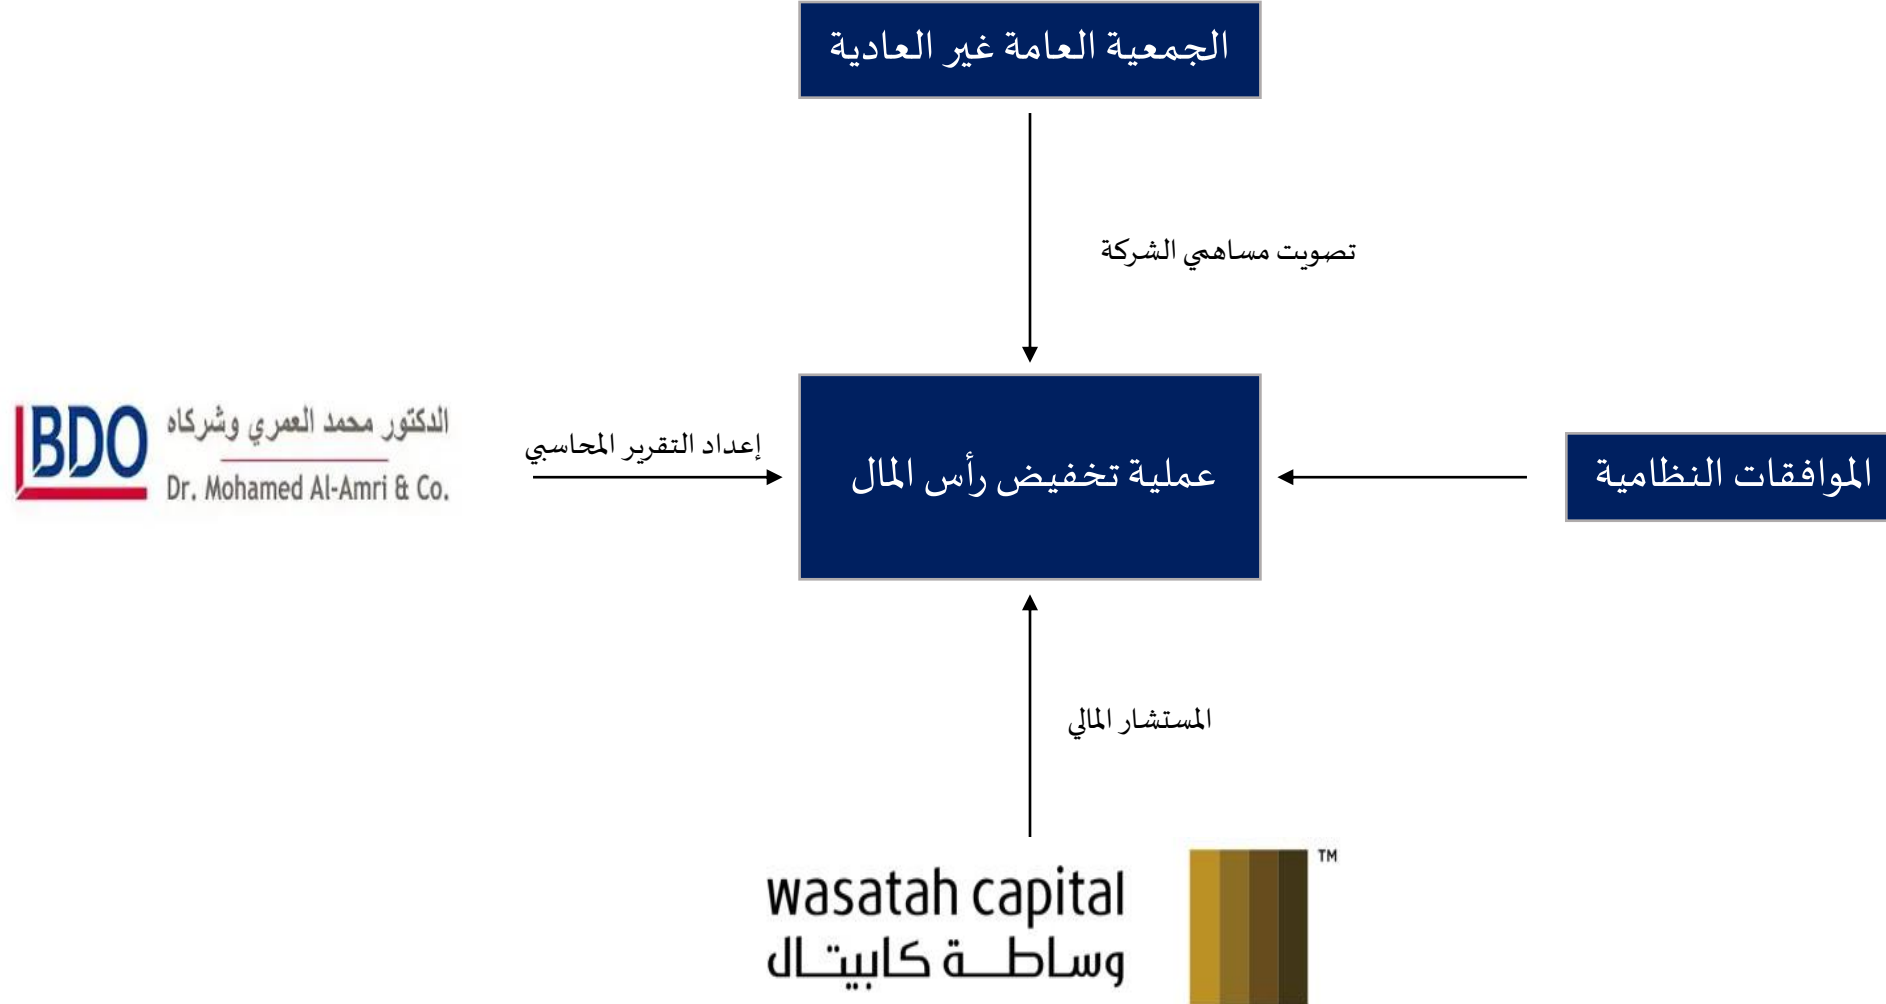 الجمعية العامة غير العادية
تصويت مساهمي الشركة
الموافقات النظامية
عملية تخفيض رأس المال
إعداد التقرير المحاسبي
BDO
الدكتور محمد العمري وشركاه
Dr. Mohamed Al-Amri & Co.
المستشار المالي
wasatah capital
وساطة كابيتال
TM